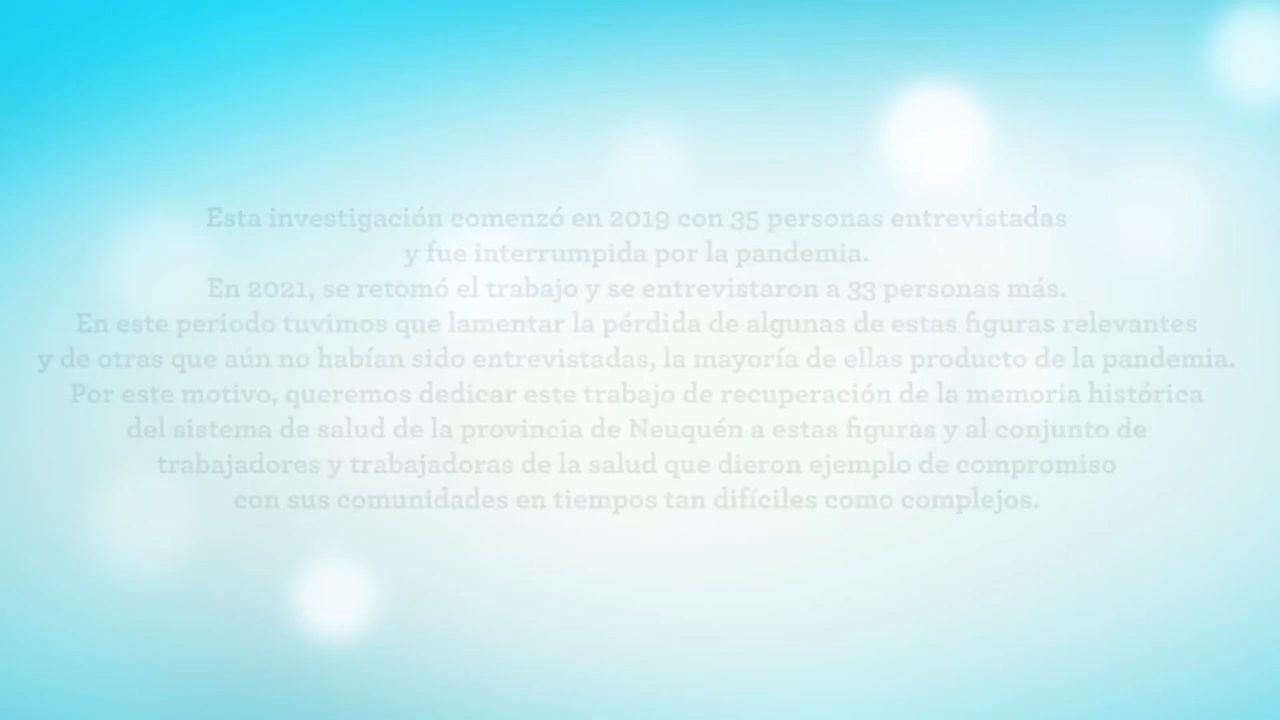 Esta investigación comenzó en 2019 con 35 personas entrevistadas
y fue interrumpida por la pandemia.
En 2021, se retomó el trabajo y se entrevistaron a 33 personas más.
En este periodo tuvimos que lamentar la pérdida de algunas de estas figuras relevantes
y de otras que aún no habían sido entrevistadas, la mayoría de ellas producto de la pandemia.
Por este motivo, queremos dedicar este trabajo de recuperación de la memoria histórica
del sistema de salud de la provincia de Neuquén a estas figuras y al conjunto de
trabajadores y trabajadoras de la salud que dieron ejemplo de compromiso
con sus comunidades en tiempos tan difíciles como complejos.